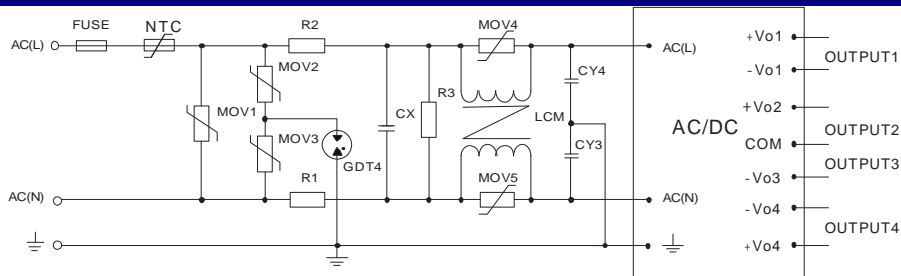 FUSE
NTC
R2
MOV4
AC(L)
AC(L)
+Vo1
OUTPUT1
-Vo1
MOV2
CY4
MOV1
R3
+Vo2
CX
LCM
AC/DC
OUTPUT2
COM
MOV3
CY3
GDT4
OUTPUT3
-Vo3
R1
MOV5
AC(N)
AC(N)
-Vo4
OUTPUT4
+Vo4